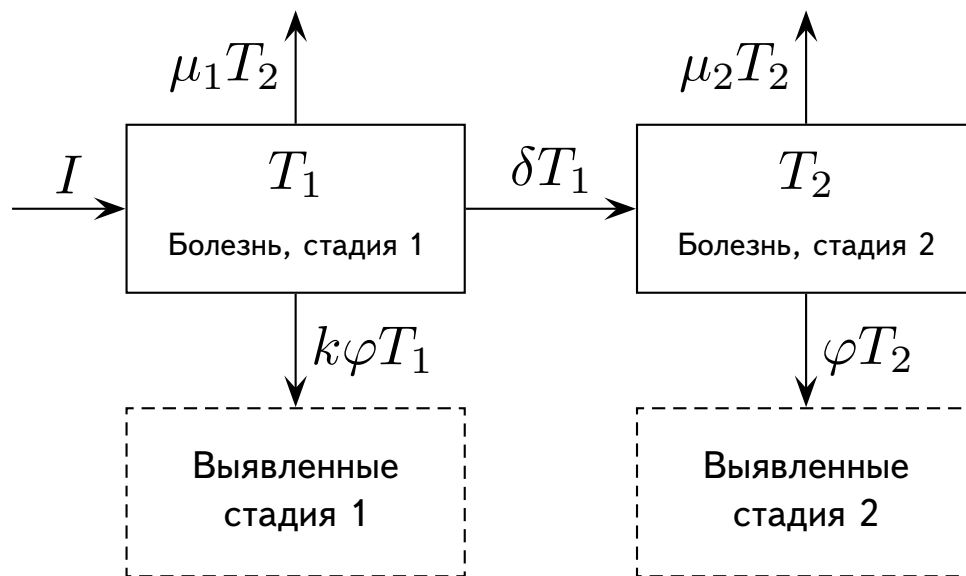 μ₁T₂
μ₂T₂
I
T₁
δT₁
T₂
Болезнь, стадия 1
Болезнь, стадия 2
kφT₁
φT₂
Выявленные
стадия 1
Выявленные
стадия 2